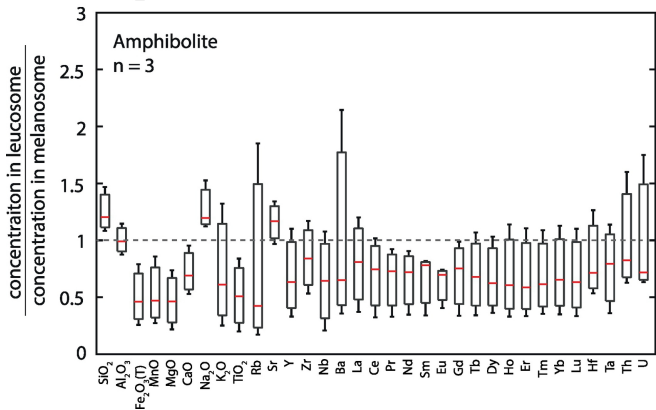 3
2.5
2
1.5
1
0.5
0
concentraiton in leucosome
concentration in melanosome
Amphibolite
n = 3
SiO2
Al2O3
Fe2O3(T)
MnO
MgO
CaO
Na2O
K2O
TiO2
Rb
Sr
Y
Zr
Nb
Ba
La
Ce
Pr
Nd
Sm
Eu
Gd
Tb
Dy
Ho
Er
Tm
Yb
Lu
Hf
Ta
Th
U